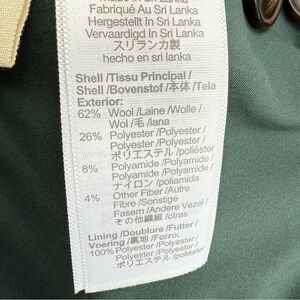 Fabriqué Au Sri Lanka
Hergestellt In Sri Lanka
Vervaardigd In Sri Lanka
スリランカ製
hecho en sri lanka
Shell /Tissu Principal /
Shell /Bovenstof /本体 /Tela
Exterior:
62% Wool /Laine /Wolle /
Wol /毛 /lana
26% Polyester /Polyester /
Polyester /Polyester /
ポリエステル /poliéster
8% Polyamide /Polyamide /
Polyamide /Polyamide /
ナイロン /poliamida
4% Other Fiber /Autre
Fibre /Sonstige
Fasern /Andere Vezel /
その他繊維 /otras
Lining /Doublure /Futter /
Voering /裏地 /Forro:
100% Polyester /Polyester /
Polyester /Polyester /
ポリエステル /poliéster